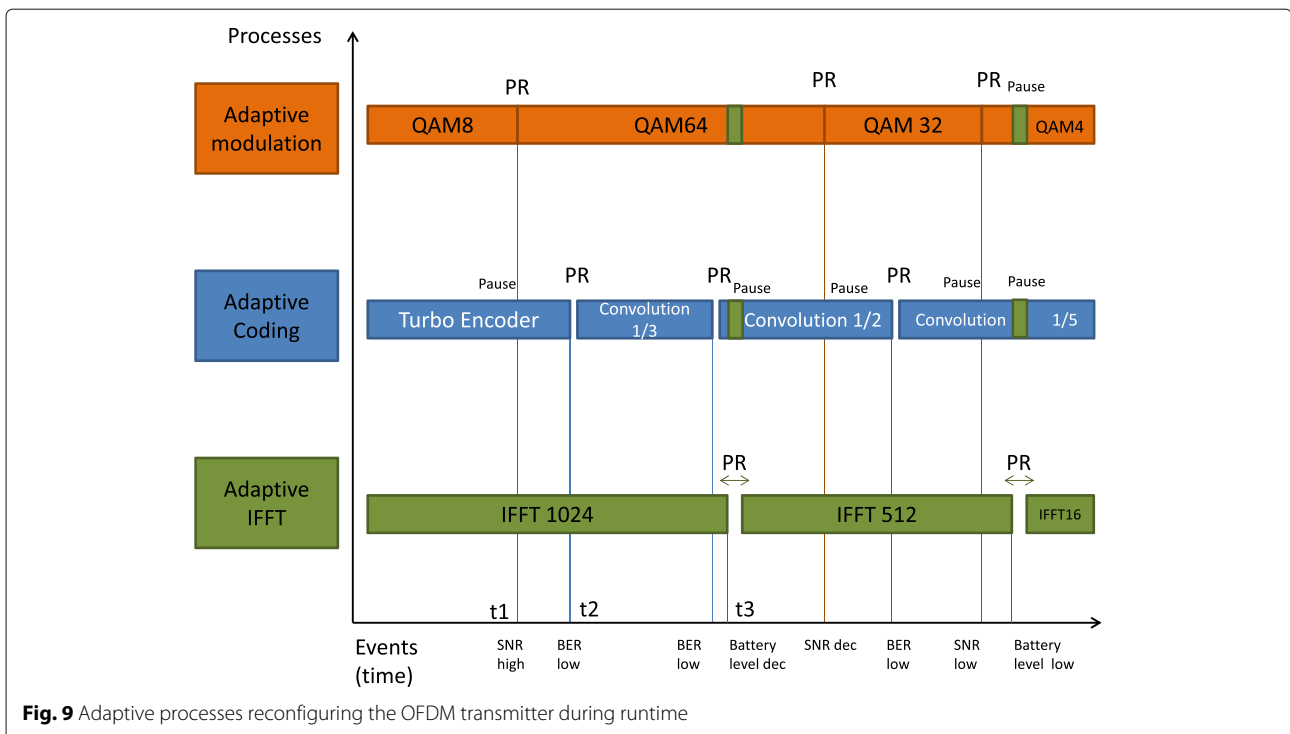 Processes
PR
PR
PR
Pause
Adaptive
modulation
QAM8
QAM64
QAM 32
QAM4
Pause
PR
PR
Pause
Pause
PR
Pause
Pause
Adaptive
Coding
Turbo Encoder
Convolution
1/3
Convolution 1/2
Convolution
1/5
PR
PR
Adaptive
IFFT
IFFT 1024
IFFT 512
IFFT16
t1
t2
t3
Events
(time)
SNR
high
BER
low
BER
low
Battery
level dec
SNR dec
BER
low
SNR
low
Battery
level low
Fig. 9 Adaptive processes reconfiguring the OFDM transmitter during runtime